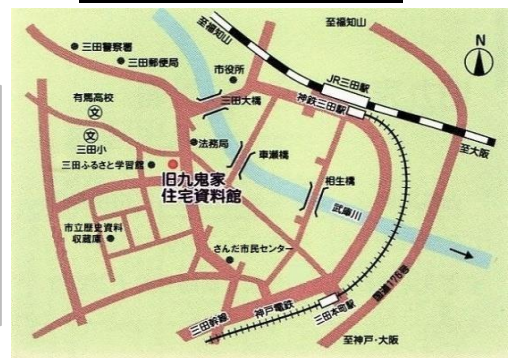 至福知山
至福知山
三田警察署
三田郵便局
市役所
N
JR三田駅
有馬高校
文
三田大橋
神鉄三田駅
文
三田小
法務局
至大阪
三田ふるさと学習館
車瀬橋
旧九鬼家
住宅資料館
相生橋
武庫川
市立歴史資料
収蔵庫
さんだ市民センター
国道176号
三田幹線
神戸電鉄
三田本町駅
至神戸・大阪